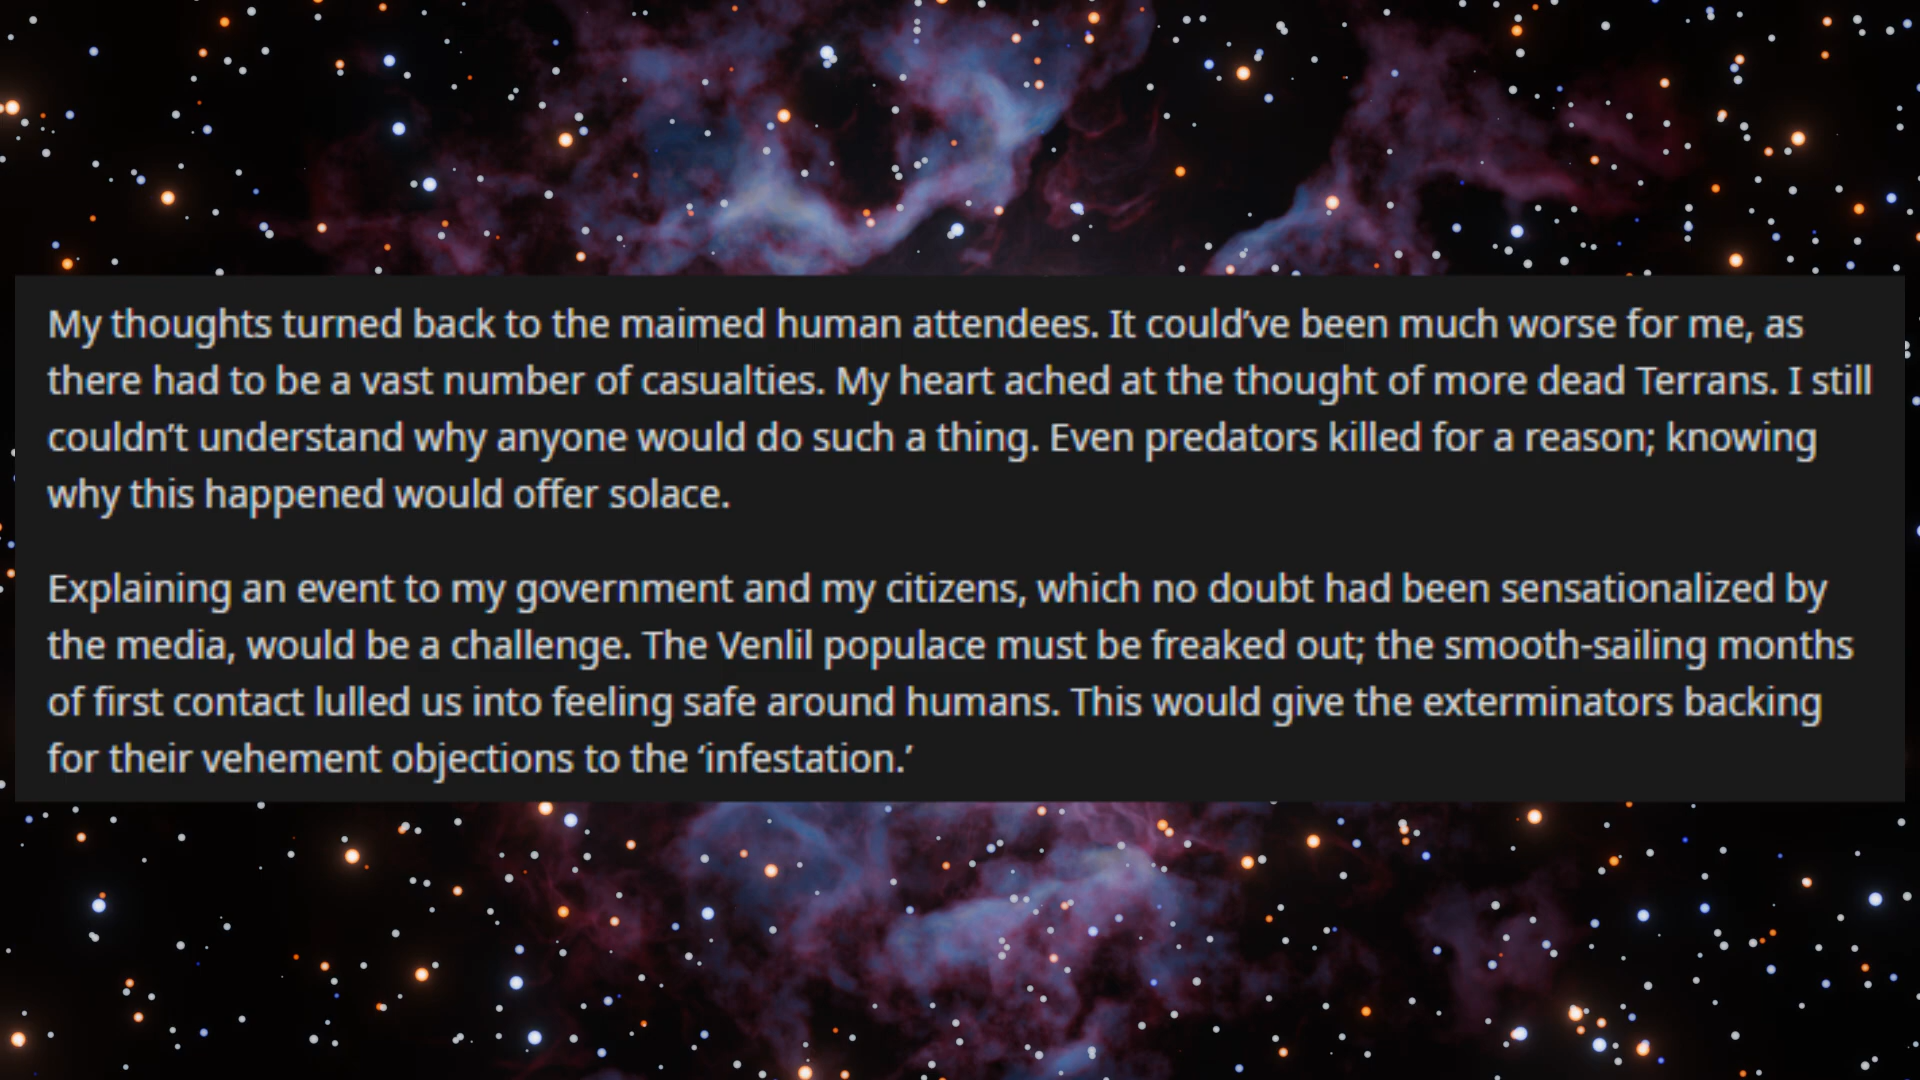 My thoughts turned back to the maimed human attendees. It could’ve been much worse for me, as
there had to be a vast number of casualties. My heart ached at the thought of more dead Terrans. I still
couldn’t understand why anyone would do such a thing. Even predators killed for a reason; knowing
why this happened would offer solace.
Explaining an event to my government and my citizens, which no doubt had been sensationalized by
the media, would be a challenge. The Venlil populace must be freaked out; the smooth-sailing months
of first contact lulled us into feeling safe around humans. This would give the exterminators backing
for their vehement objections to the ‘infestation.’